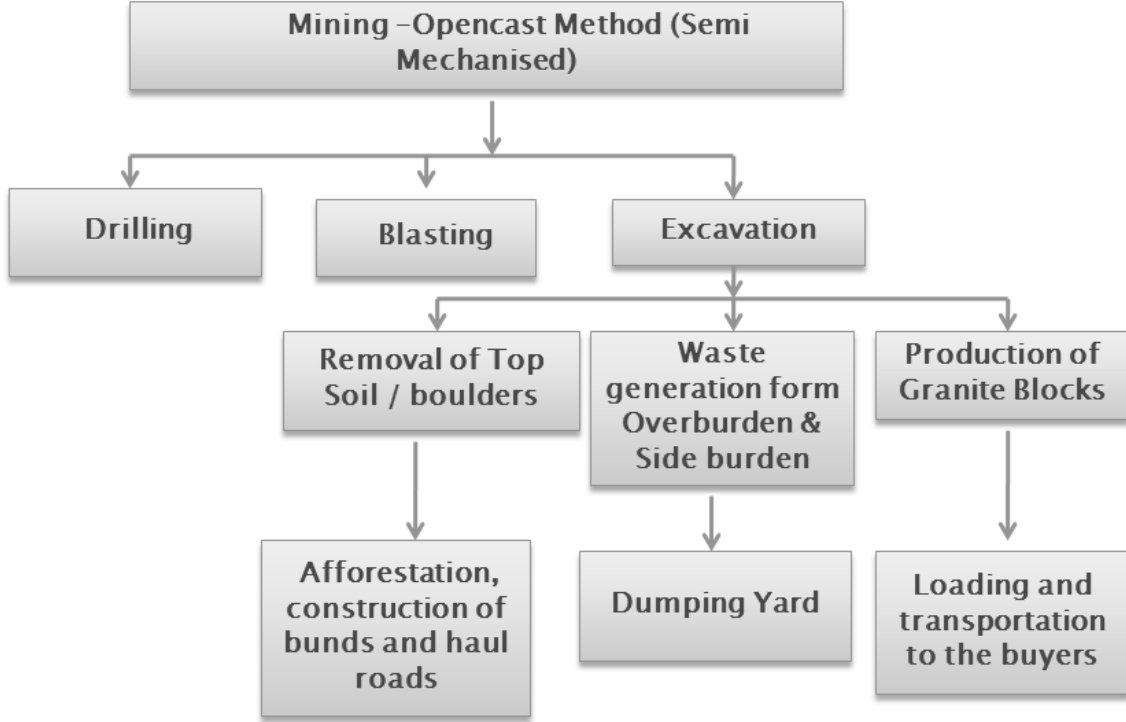 Mining –Opencast Method (Semi
Mechanised)
Drilling
Blasting
Excavation
Removal of Top
Soil / boulders
Waste
generation form
Overburden &
Side burden
Production of
Granite Blocks
Afforestation,
construction of
bunds and haul
roads
Dumping Yard
Loading and
transportation
to the buyers